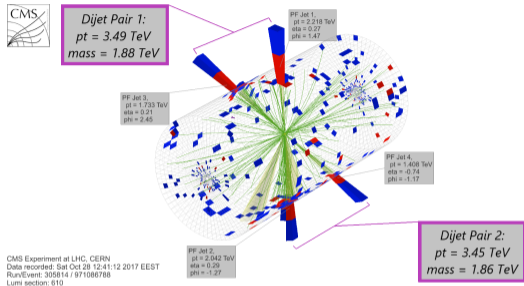 CMS
Dijet Pair 1:
pt = 3.49 TeV
mass = 1.88 TeV
PF Jet 1,
pt = 2.218 TeV
eta = 0.27
phi = 1.47
PF Jet 3,
pt = 1.733 TeV
eta = 0.21
phi = 2.45
PF Jet 4,
pt = 1.408 TeV
eta = -0.74
phi = -1.17
PF Jet 2,
pt = 2.042 TeV
eta = 0.29
phi = -1.27
Dijet Pair 2:
pt = 3.45 TeV
mass = 1.86 TeV
CMS Experiment at LHC, CERN
Data recorded: Sat Oct 28 12:41:12 2017 EEST
Run/Event: 305814 / 971086788
Lumi section: 610